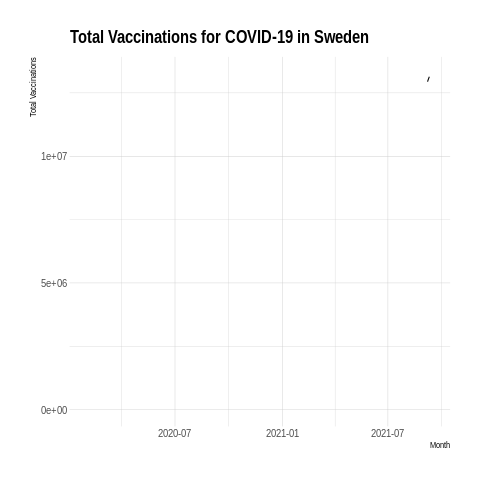 Total Vaccinations for COVID-19 in Sweden
Total Vaccinations
1e+07
5e+06
0e+00
2020-07
2021-01
2021-07
Month